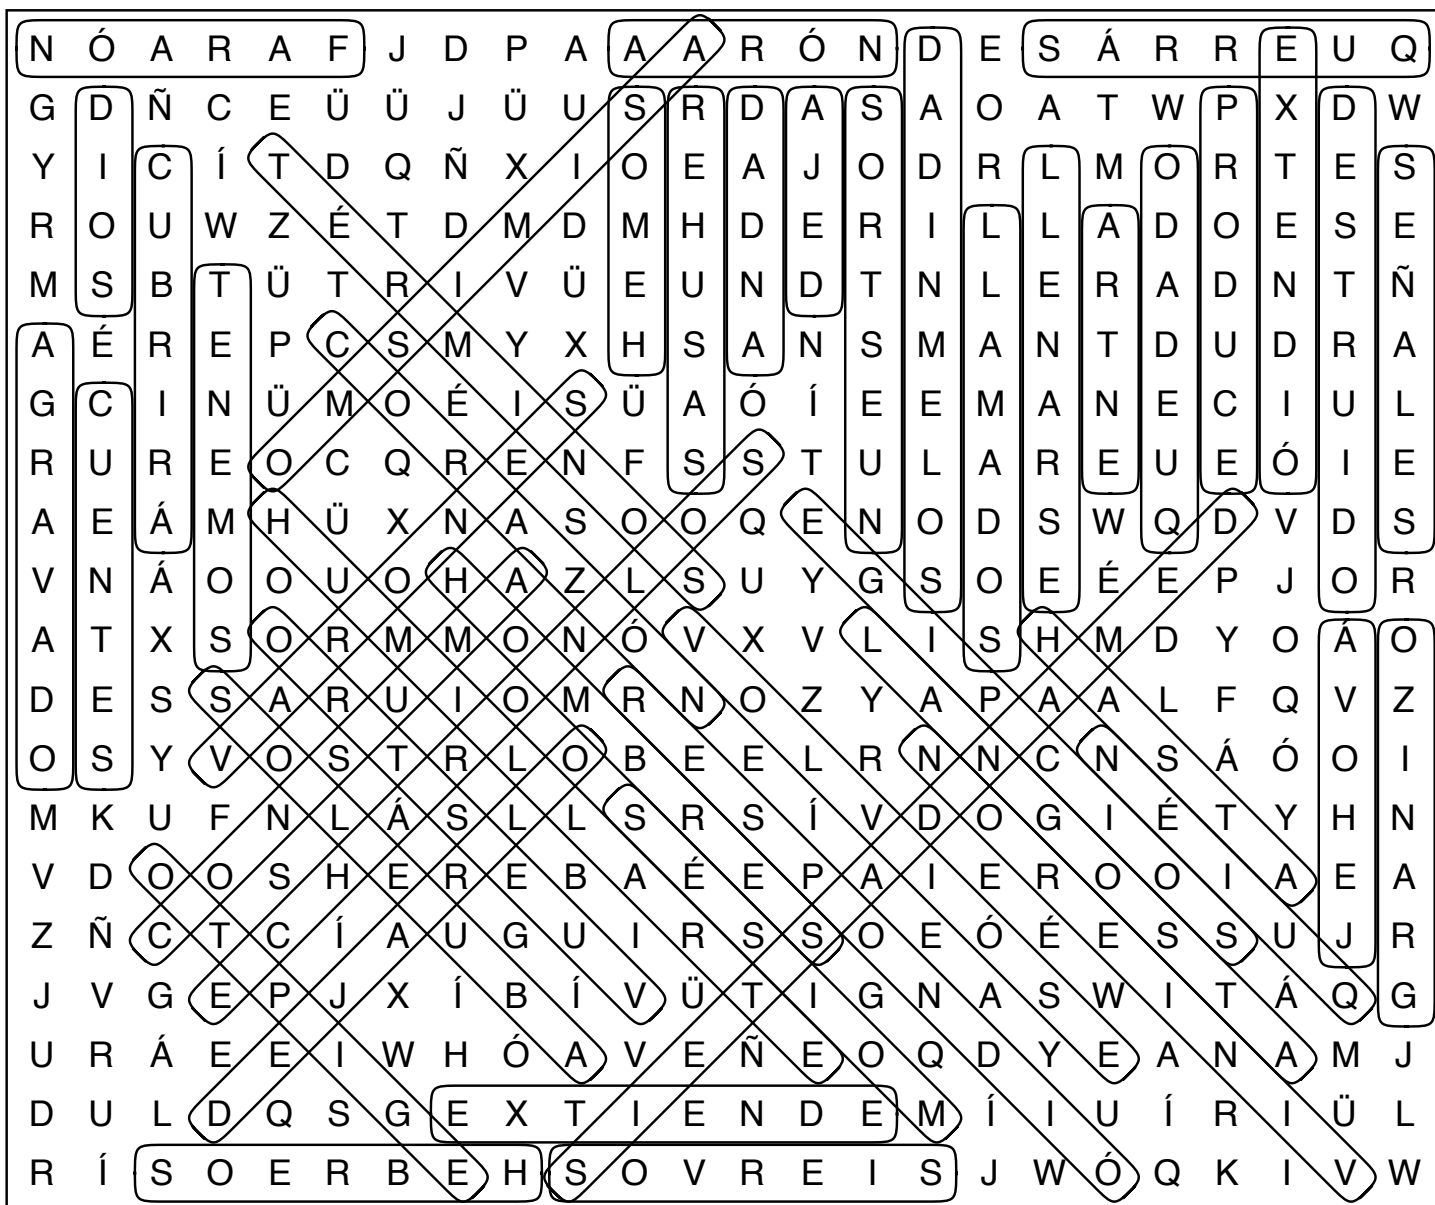 N Ó A R A F J D P A A A R Ó N D E S Á R R E U Q
G D Ñ C E Ü Ü J Ü U S R D A S A O A T W P X D W
Y I C Í T D Q Ñ X I O E A J O D R L M O R T E S
R O U W Z É T D M D M H D E R I L L A D O E S E
M S B T Ü T R I V Ü E U N D T N L E R A D N T Ñ
A É R E P C S M Y X H S A N S M A N T D U D R A
G C I N Ü M O É I S Ü A Ó Í E E M A N E C I U L
R U R E O C Q R E N F S S T U L A R E U E Ó I E
A E Á M H Ü X N A S O O Q E N O D S W Q D V D S
V N Á O O U O H A Z L S U Y G S O E É E P J O R
A T X S O R M M O N Ó V X V L I S H M D Y O Á O
D E S S A R U I O M R N O Z Y A P A A L F Q V Z
O S Y V O S T R L O B E E L R N N C N S Á Ó O I
M K U F N L Á S L L S R S Í V D O G I É T Y H N
V D O O S H E R E B A É E P A I E R O O I A E A
Z Ñ C T C Í A U G U I R S S O E Ó É E S S U J R
J V G E P J X Í B Í V Ü T I G N A S W I T Á Q G
U R Á E E I W H Ó A V E Ñ E O Q D Y E A N A M J
D U L D Q S G E X T I E N D E M Í I U Í R I Ü L
R Í S O E R B E H S O V R E I S J W Ó Q K I V W